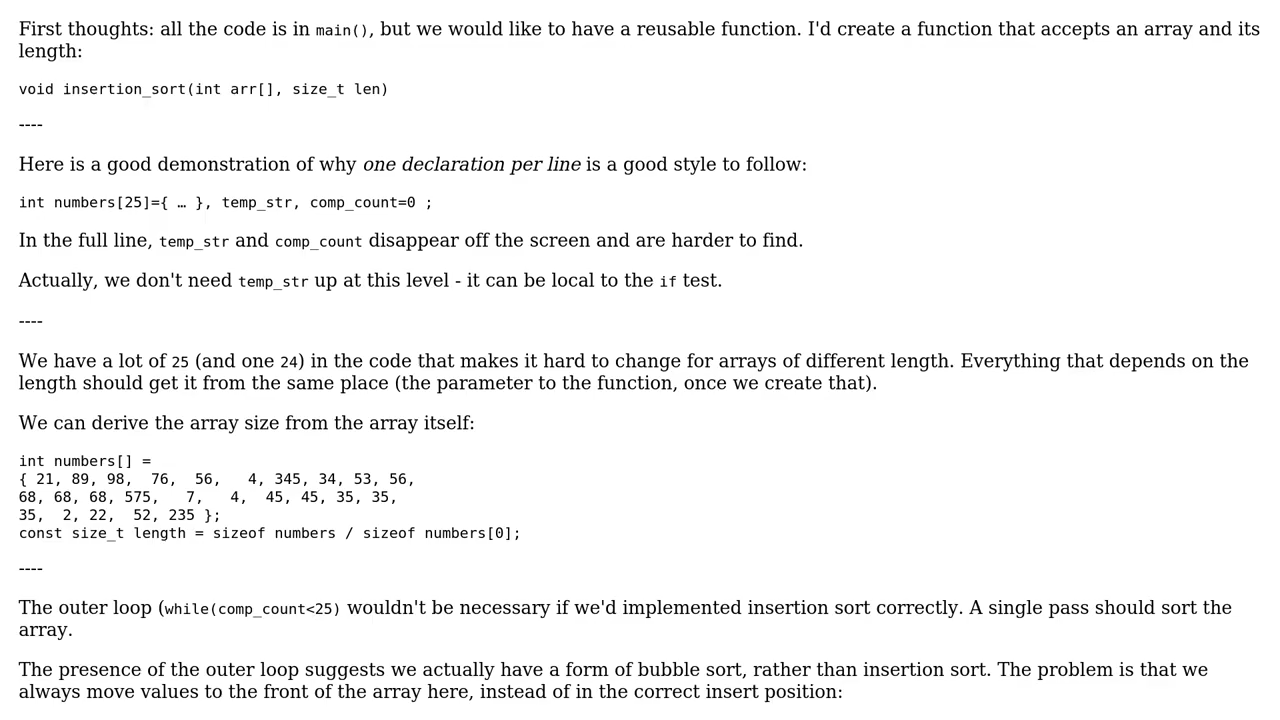 First thoughts: all the code is in main(), but we would like to have a reusable function. I'd create a function that accepts an array and its
length:
void insertion_sort(int arr[], size_t len)
----
Here is a good demonstration of why one declaration per line is a good style to follow:
int numbers[25]={ … }, temp_str, comp_count=0 ;
In the full line, temp_str and comp_count disappear off the screen and are harder to find.
Actually, we don't need temp_str up at this level - it can be local to the if test.
----
We have a lot of 25 (and one 24) in the code that makes it hard to change for arrays of different length. Everything that depends on the
length should get it from the same place (the parameter to the function, once we create that).
We can derive the array size from the array itself:
int numbers[] =
{ 21, 89, 98,  76,  56,   4, 345, 34, 53, 56,
68, 68, 68, 575,   7,   4,  45, 45, 35, 35,
35,  2, 22,  52, 235 };
const size_t length = sizeof numbers / sizeof numbers[0];
----
The outer loop (while(comp_count<25) wouldn't be necessary if we'd implemented insertion sort correctly. A single pass should sort the
array.
The presence of the outer loop suggests we actually have a form of bubble sort, rather than insertion sort. The problem is that we
always move values to the front of the array here, instead of in the correct insert position: